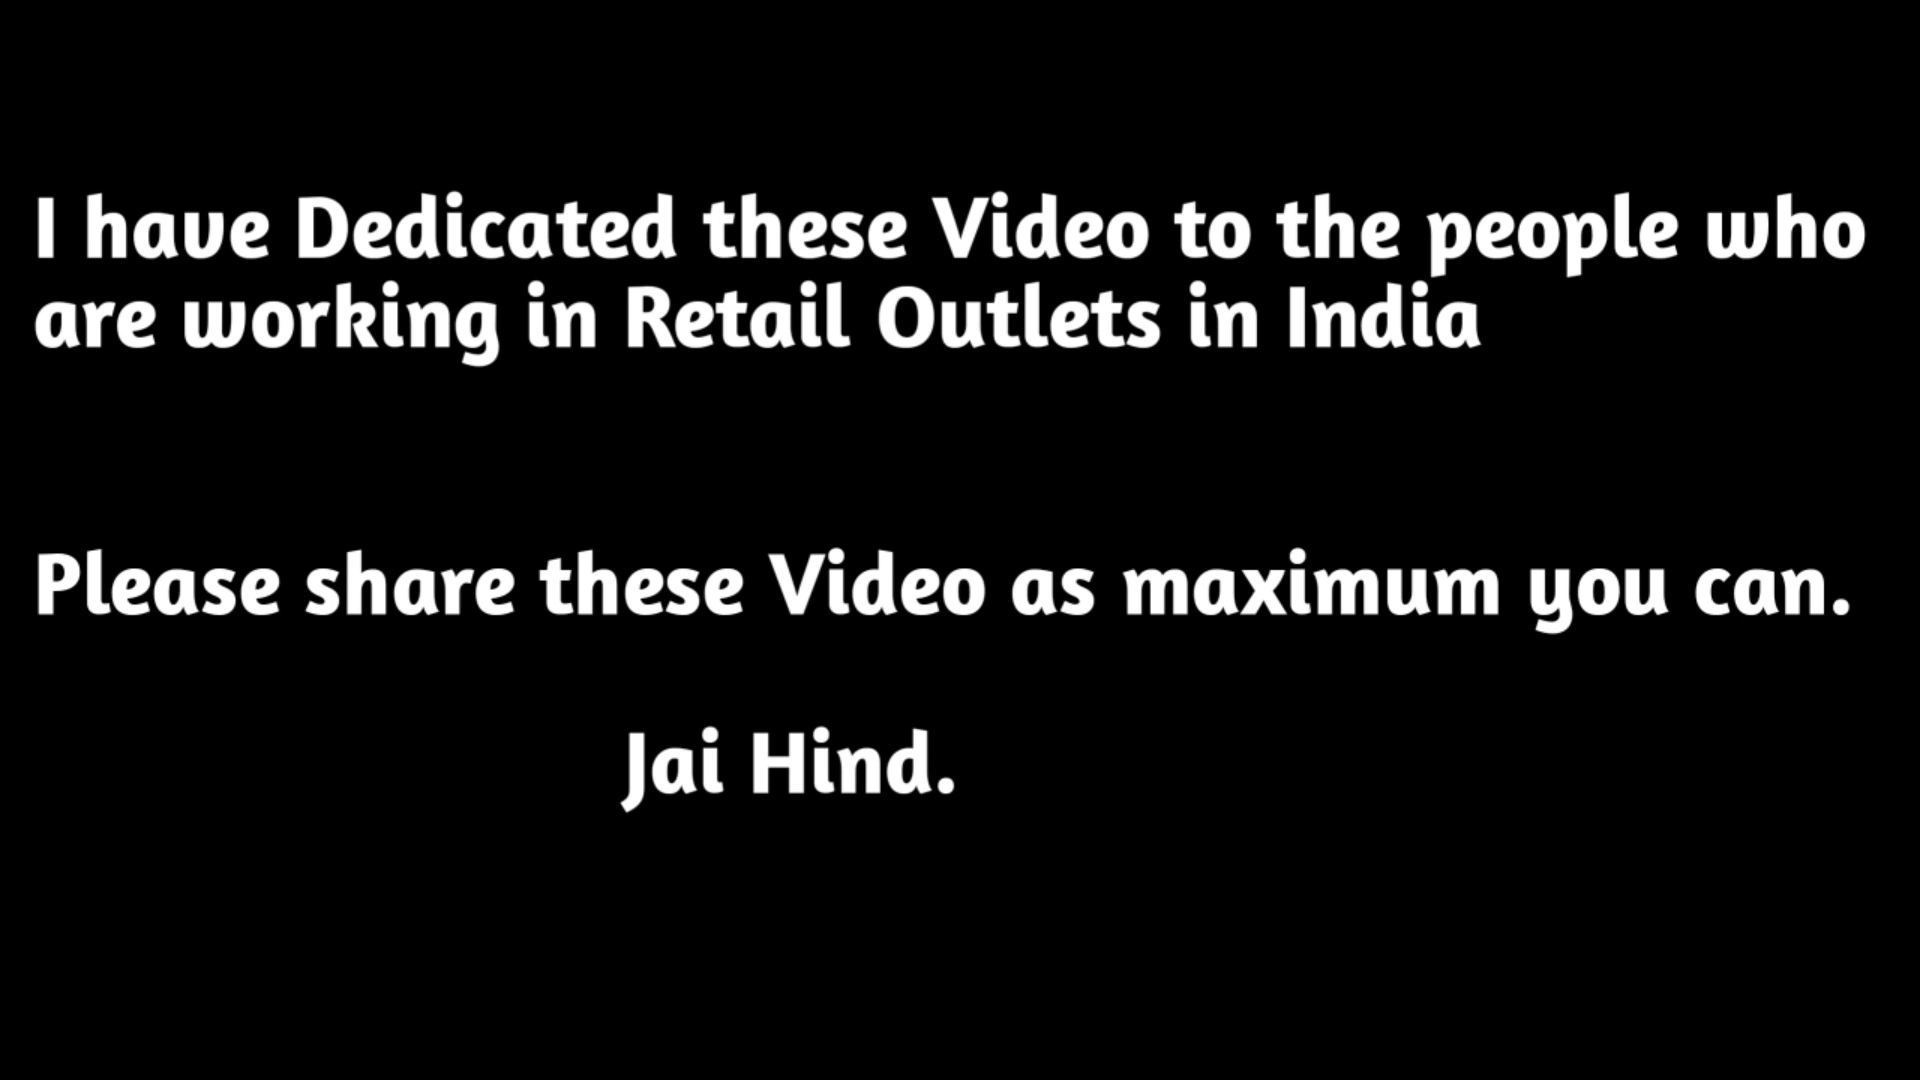 I have Dedicated these Video to the people who
are working in Retail Outlets in India
Please share these Video as maximum you can.
Jai Hind.